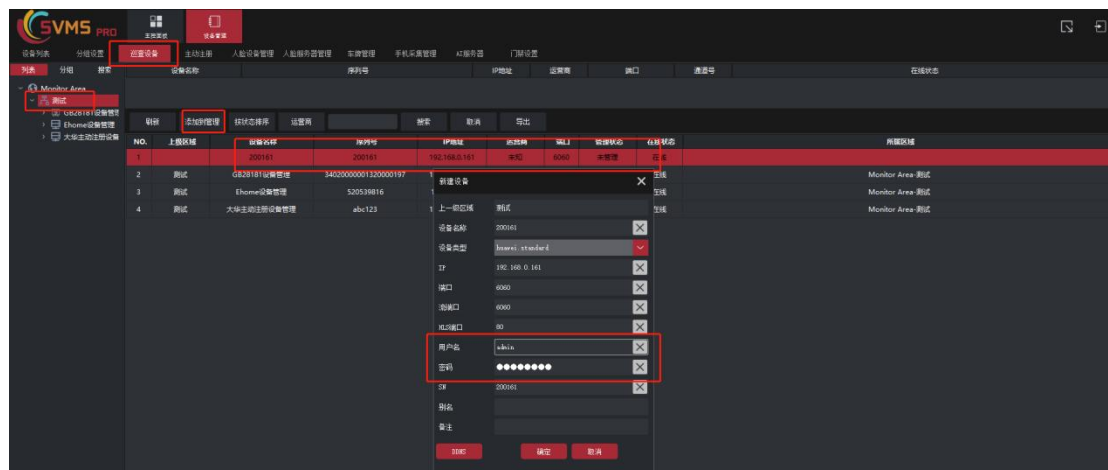 SVMS PRO
主控面板 设备管理
设备列表 分组设置 巡查设备 主动注册 人脸设备管理 人脸服务器管理 车牌管理 手机采集管理 AI服务器 门禁设置
列表 分组 搜索 设备名称 序列号 IP地址 运营商 端口 通道号 在线状态
Monitor Area
测试
GB28181设备管理
Ehome设备管理
大华主动注册设备
刷新 添加到管理 按状态排序 运营商 搜索 取消 导出
NO. 上级区域 设备名称 序列号 IP地址 运营商 端口 管理状态 在线状态 所属区域
1 200161 200161 192.168.0.161 未知 6060 未管理 在线
2 测试 GB28181设备管理 34020000001320000197 在线 Monitor Area-测试
3 测试 Ehome设备管理 520539816 在线 Monitor Area-测试
4 测试 大华主动注册设备管理 abc123 在线 Monitor Area-测试
新建设备
上一级区域 测试
设备名称 200161
设备类型 huawei.standard
IP 192.168.0.161
端口 6060
流端口 6060
HLS端口 80
用户名 admin
密码 ●●●●●●●●
SN 200161
别名
备注
DDNS 确定 取消